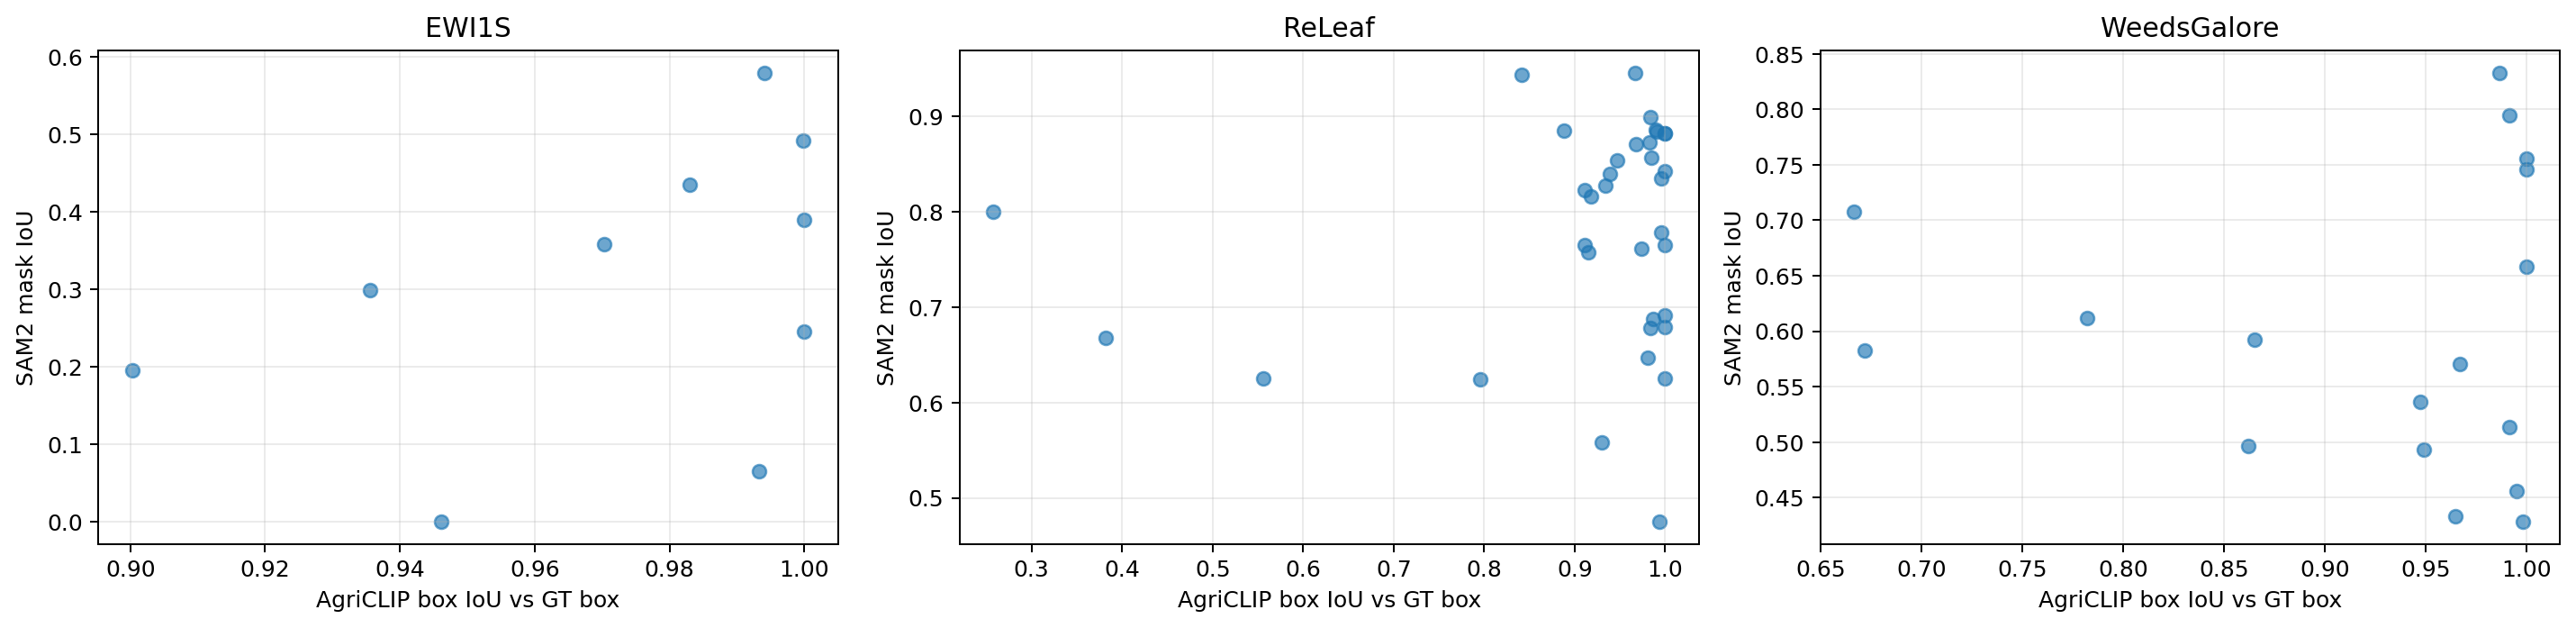 EWI1S
ReLeaf
WeedsGalore
SAM2 mask IoU
0.6
0.5
0.4
0.3
0.2
0.1
0.0
0.90 0.92 0.94 0.96 0.98 1.00
AgriCLIP box IoU vs GT box
SAM2 mask IoU
0.9
0.8
0.7
0.6
0.5
0.3 0.4 0.5 0.6 0.7 0.8 0.9 1.0
AgriCLIP box IoU vs GT box
SAM2 mask IoU
0.85
0.80
0.75
0.70
0.65
0.60
0.55
0.50
0.45
0.65 0.70 0.75 0.80 0.85 0.90 0.95 1.00
AgriCLIP box IoU vs GT box